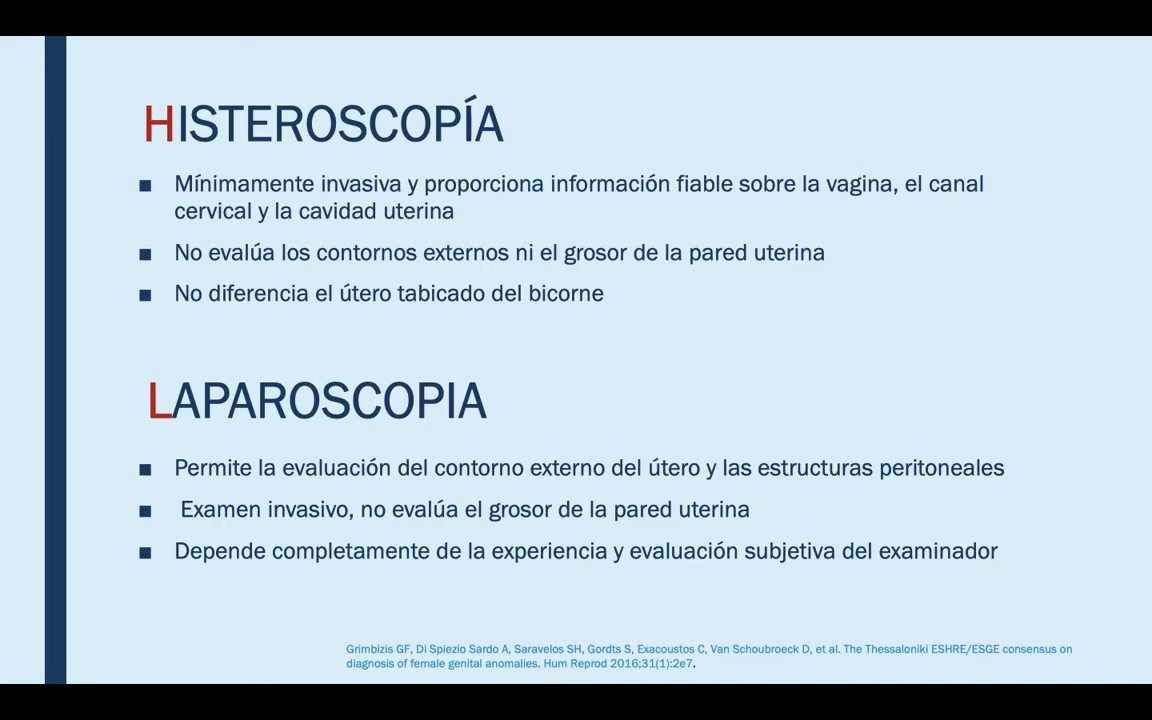 HISTEROSCOPÍA
■ Mínimamente invasiva y proporciona información fiable sobre la vagina, el canal
cervical y la cavidad uterina
■ No evalúa los contornos externos ni el grosor de la pared uterina
■ No diferencia el útero tabicado del bicorne
LAPAROSCOPIA
■ Permite la evaluación del contorno externo del útero y las estructuras peritoneales
■ Examen invasivo, no evalúa el grosor de la pared uterina
■ Depende completamente de la experiencia y evaluación subjetiva del examinador
Grimbizis GF, Di Spiezio Sardo A, Saravelos SH, Gordts S, Exacoustos C, Van Schoubroeck D, et al. The Thessaloniki ESHRE/ESGE consensus on
diagnosis of female genital anomalies. Hum Reprod 2016;31(1):2e7.